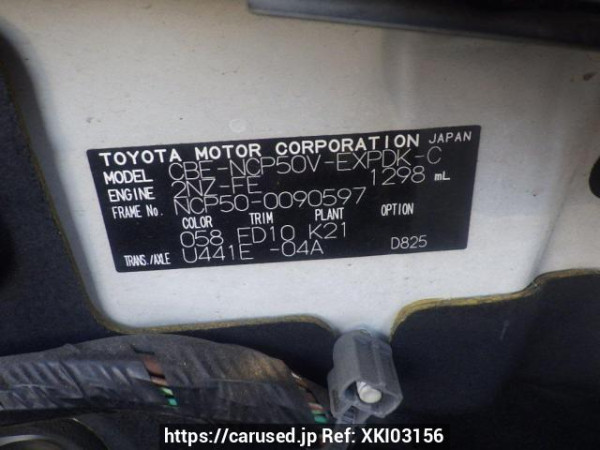 TOYOTA MOTOR CORPORATION JAPAN
MODEL CBE-NCP50V-EXPDK-C
ENGINE 2NZ-FE 1298 mL
FRAME No. NCP50-0090597
COLOR TRIM PLANT OPTION
058 FD10 K21
TRANS./AXLE U441E -04A D825
https://carused.jp Ref: XKI03156